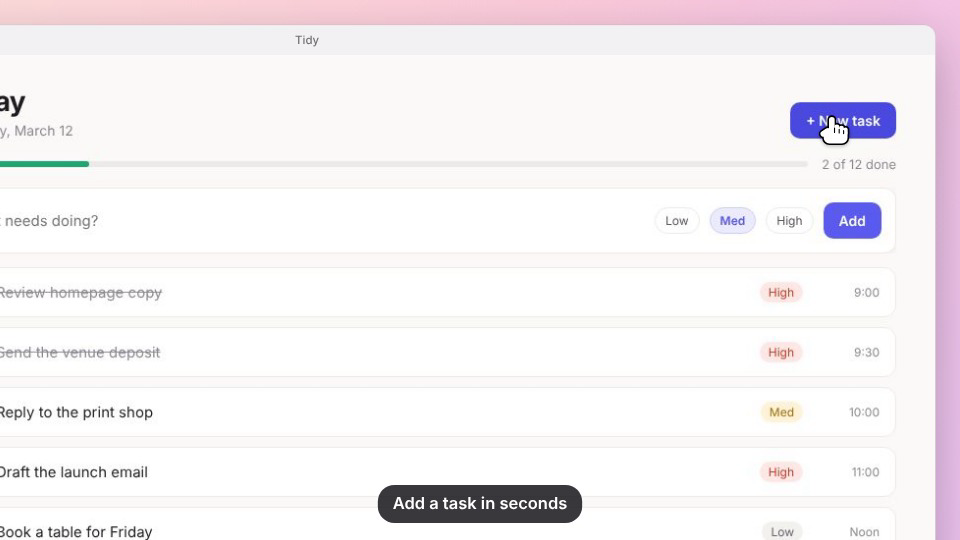 Tidy
ay
y, March 12
+ New task
2 of 12 done
needs doing?
Low
Med
High
Add
Review homepage copy
High
9:00
Send the venue deposit
High
9:30
Reply to the print shop
Med
10:00
Draft the launch email
High
11:00
Add a task in seconds
Book a table for Friday
Low
Noon